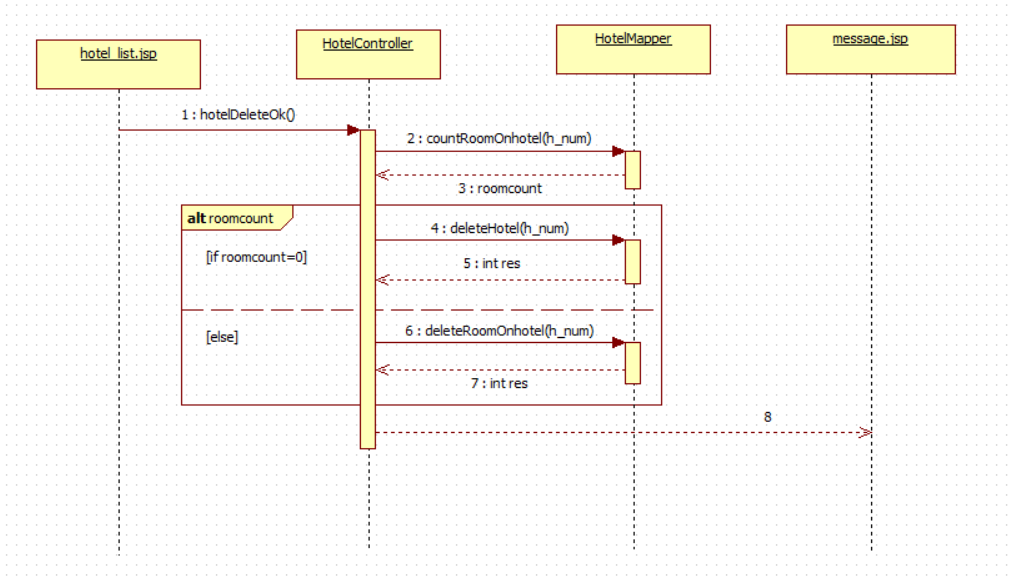 hotel_list.jsp
HotelController
HotelMapper
message.jsp
1 : hotelDeleteOk()
2 : countRoomOnhotel(h_num)
3 : roomcount
alt roomcount
4 : deleteHotel(h_num)
[if roomcount=0]
5 : int res
6 : deleteRoomOnhotel(h_num)
[else]
7 : int res
8